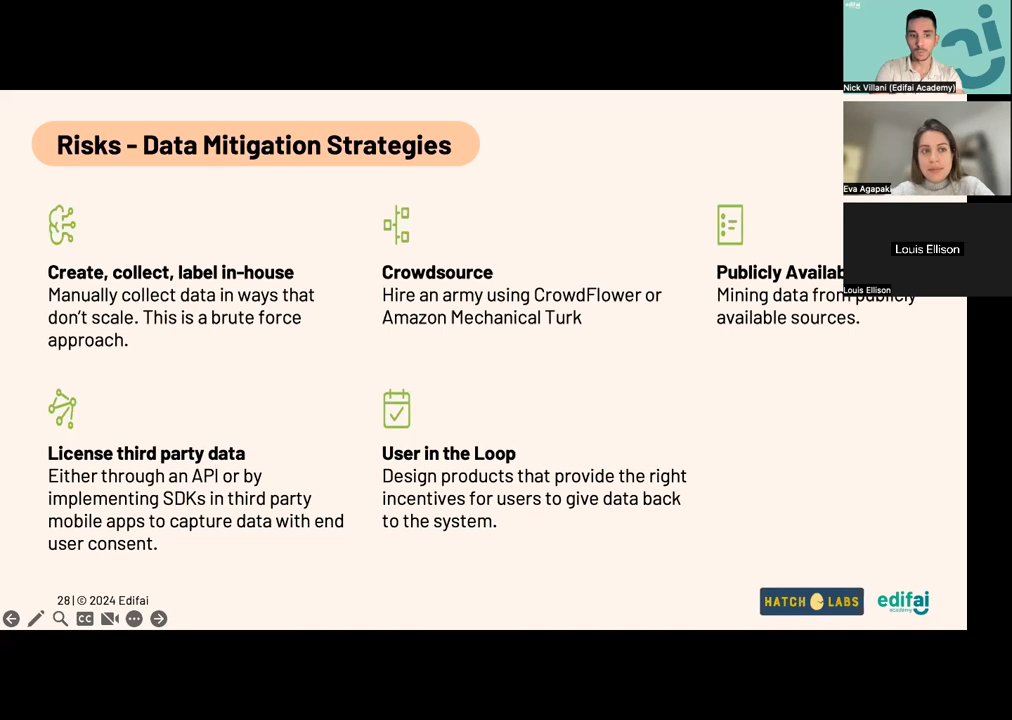 edifai
Nick Villani (Edifai Academy)
Risks - Data Mitigation Strategies
Eva Agapaki
Louis Ellison
Louis Ellison
Create, collect, label in-house
Manually collect data in ways that
don't scale. This is a brute force
approach.
Crowdsource
Hire an army using CrowdFlower or
Amazon Mechanical Turk
Publicly Availab
Mining data from publicly
available sources.
License third party data
Either through an API or by
implementing SDKs in third party
mobile apps to capture data with end
user consent.
User in the Loop
Design products that provide the right
incentives for users to give data back
to the system.
28 | © 2024 Edifai
CC
HATCH LABS
edifai
academy